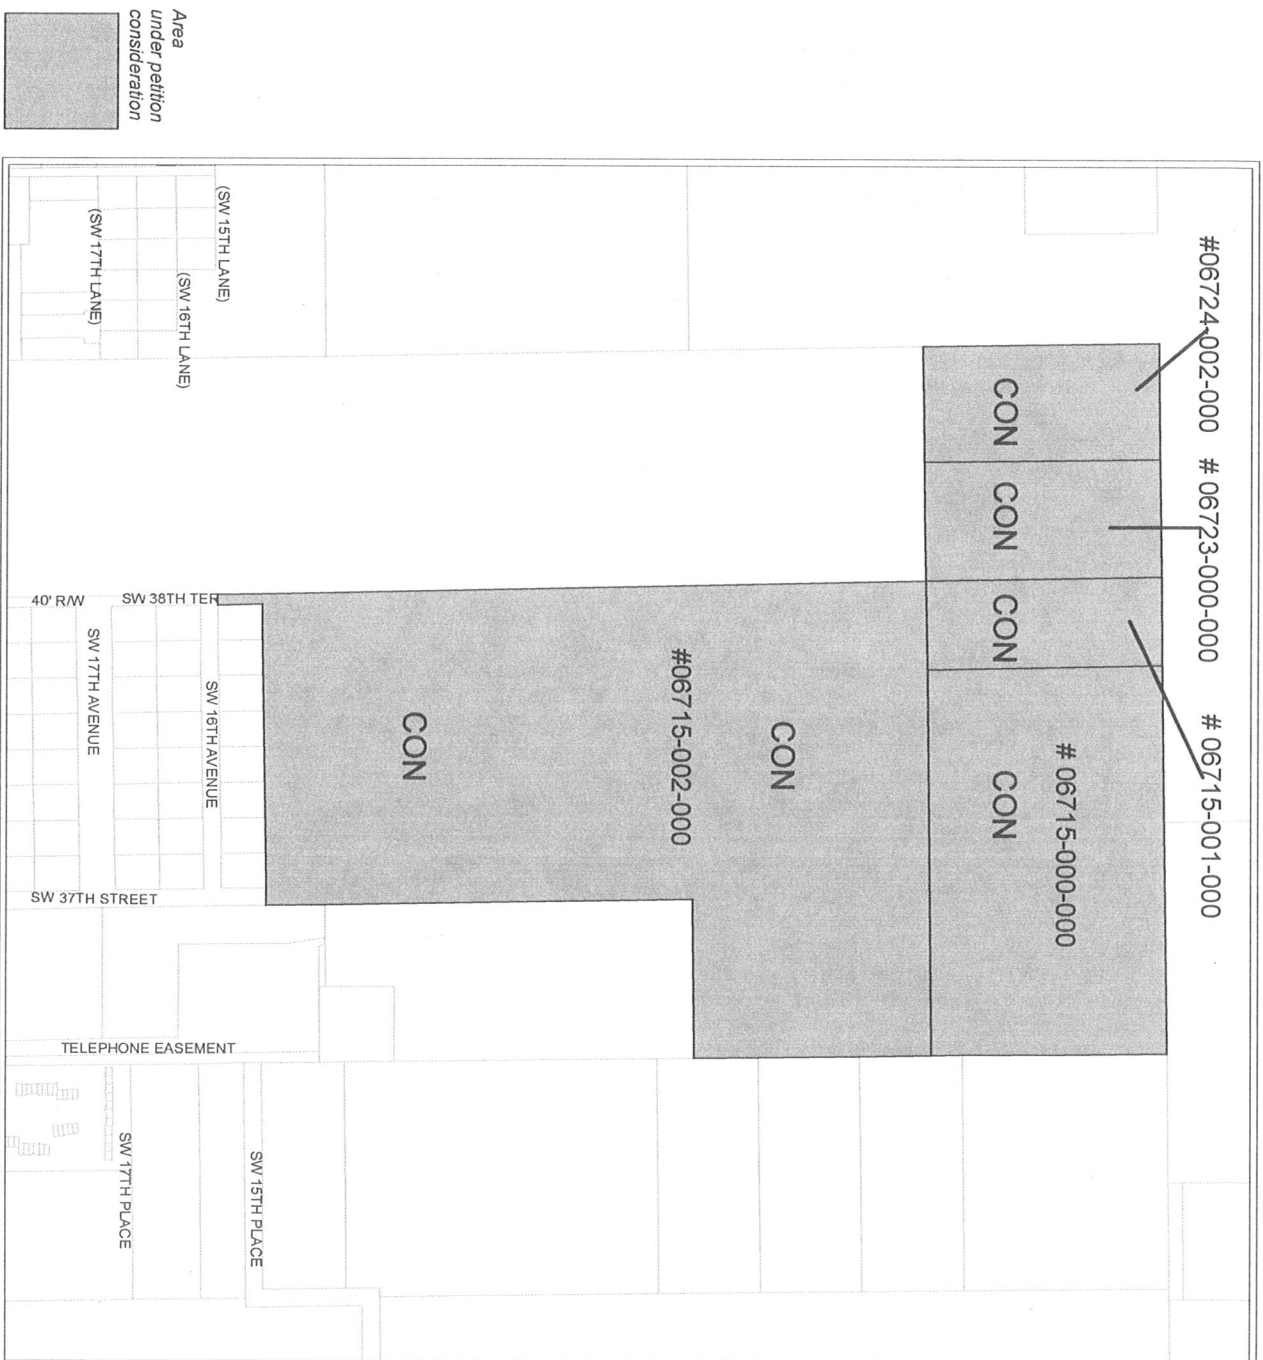 Area
under petition
consideration
#06724-002-000
# 06723-000-000
# 06715-001-000
CON
CON
CON
# 06715-000-000
CON
CON
#06715-002-000
CON
(SW 15TH LANE)
(SW 16TH LANE)
(SW 17TH LANE)
40' R/W
SW 38TH TER
SW 17TH AVENUE
SW 16TH AVENUE
SW 37TH STREET
TELEPHONE EASEMENT
SW 17TH PLACE
SW 15TH PLACE